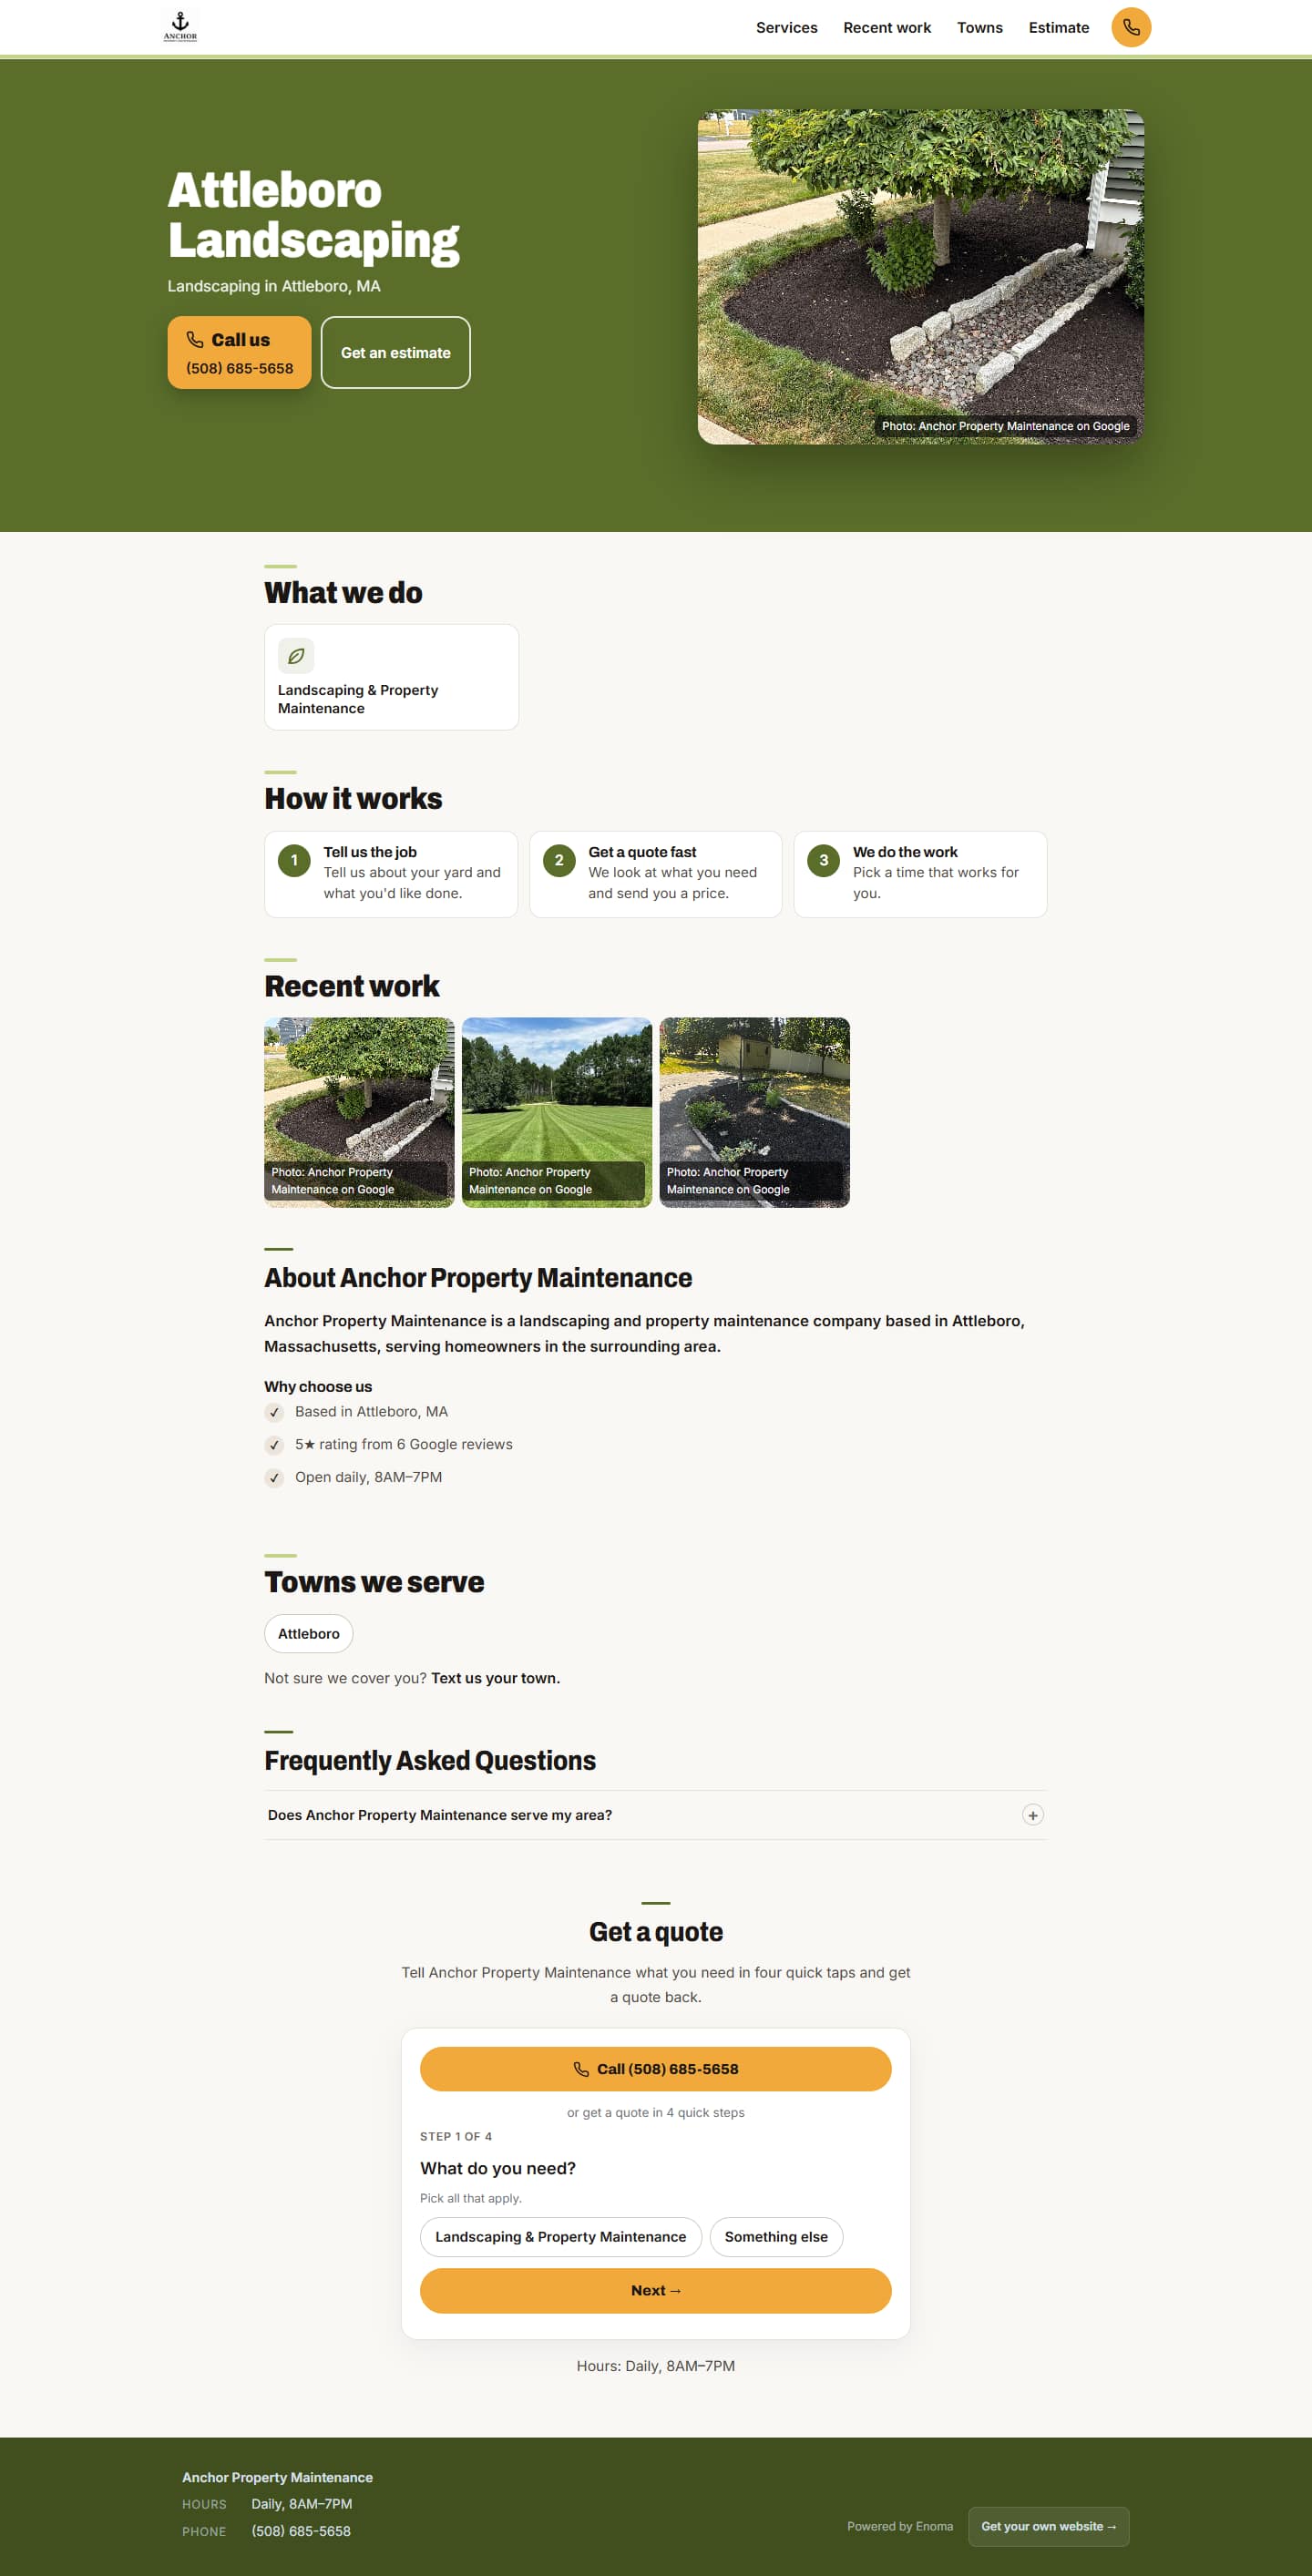 ANCHOR
Services
Recent work
Towns
Estimate
Attleboro
Landscaping
Landscaping in Attleboro, MA
Call us
(508) 685-5658
Get an estimate
Photo: Anchor Property Maintenance on Google
What we do
Landscaping & Property
Maintenance
How it works
1
Tell us the job
Tell us about your yard and
what you'd like done.
2
Get a quote fast
We look at what you need
and send you a price.
3
We do the work
Pick a time that works for
you.
Recent work
Photo: Anchor Property
Maintenance on Google
Photo: Anchor Property
Maintenance on Google
Photo: Anchor Property
Maintenance on Google
About Anchor Property Maintenance
Anchor Property Maintenance is a landscaping and property maintenance company based in Attleboro,
Massachusetts, serving homeowners in the surrounding area.
Why choose us
✓ Based in Attleboro, MA
✓ 5★ rating from 6 Google reviews
✓ Open daily, 8AM–7PM
Towns we serve
Attleboro
Not sure we cover you? Text us your town.
Frequently Asked Questions
Does Anchor Property Maintenance serve my area? +
Get a quote
Tell Anchor Property Maintenance what you need in four quick taps and get
a quote back.
Call (508) 685-5658
or get a quote in 4 quick steps
STEP 1 OF 4
What do you need?
Pick all that apply.
Landscaping & Property Maintenance
Something else
Next →
Hours: Daily, 8AM–7PM
Anchor Property Maintenance
HOURS Daily, 8AM–7PM
PHONE (508) 685-5658
Powered by Enoma
Get your own website →